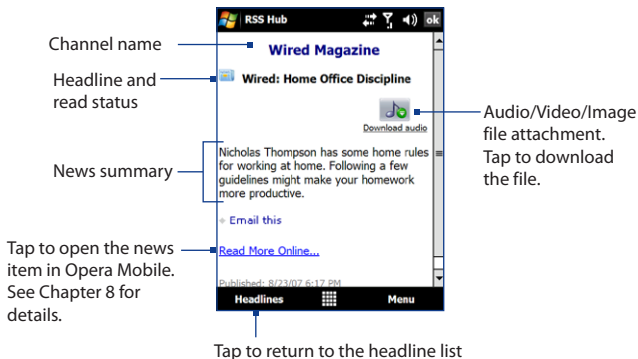 RSS Hub
ok
Channel name
Wired Magazine
Headline and
read status
Wired: Home Office Discipline
Download audio
Audio/Video/Image
file attachment.
Tap to download
the file.
News summary
Nicholas Thompson has some home rules
for working at home. Following a few
guidelines might make your homework
more productive.
Email this
Tap to open the news
item in Opera Mobile.
See Chapter 8 for
details.
Read More Online...
Published: 8/23/07 6:17 PM
Headlines
Menu
Tap to return to the headline list